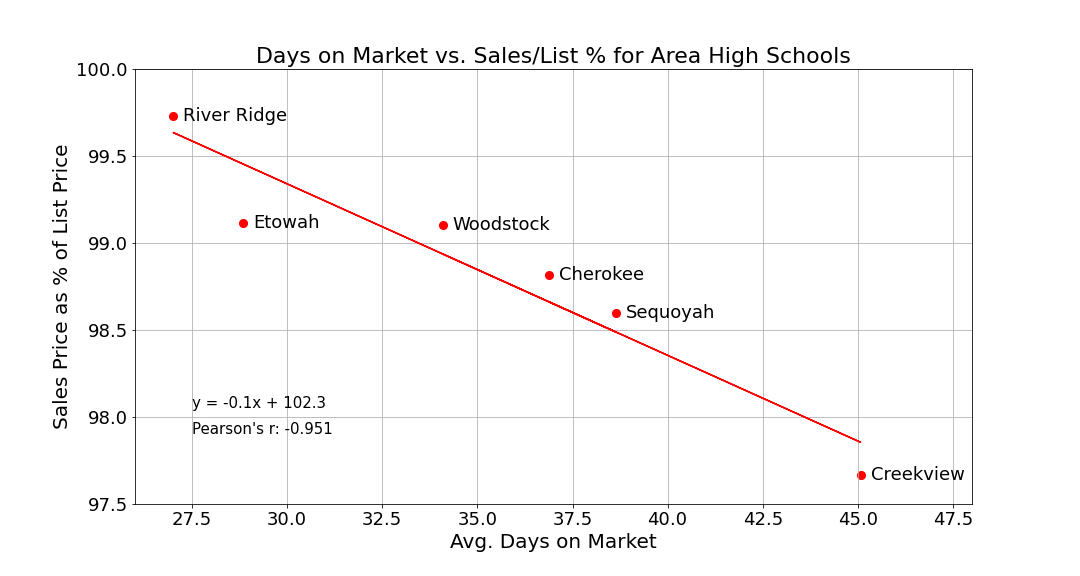 Days on Market vs. Sales/List % for Area High Schools
100.0
99.5
99.0
98.5
98.0
97.5
Sales Price as % of List Price
River Ridge
Etowah
Woodstock
Cherokee
Sequoyah
Creekview
y = -0.1x + 102.3
Pearson's r: -0.951
27.5 30.0 32.5 35.0 37.5 40.0 42.5 45.0 47.5
Avg. Days on Market